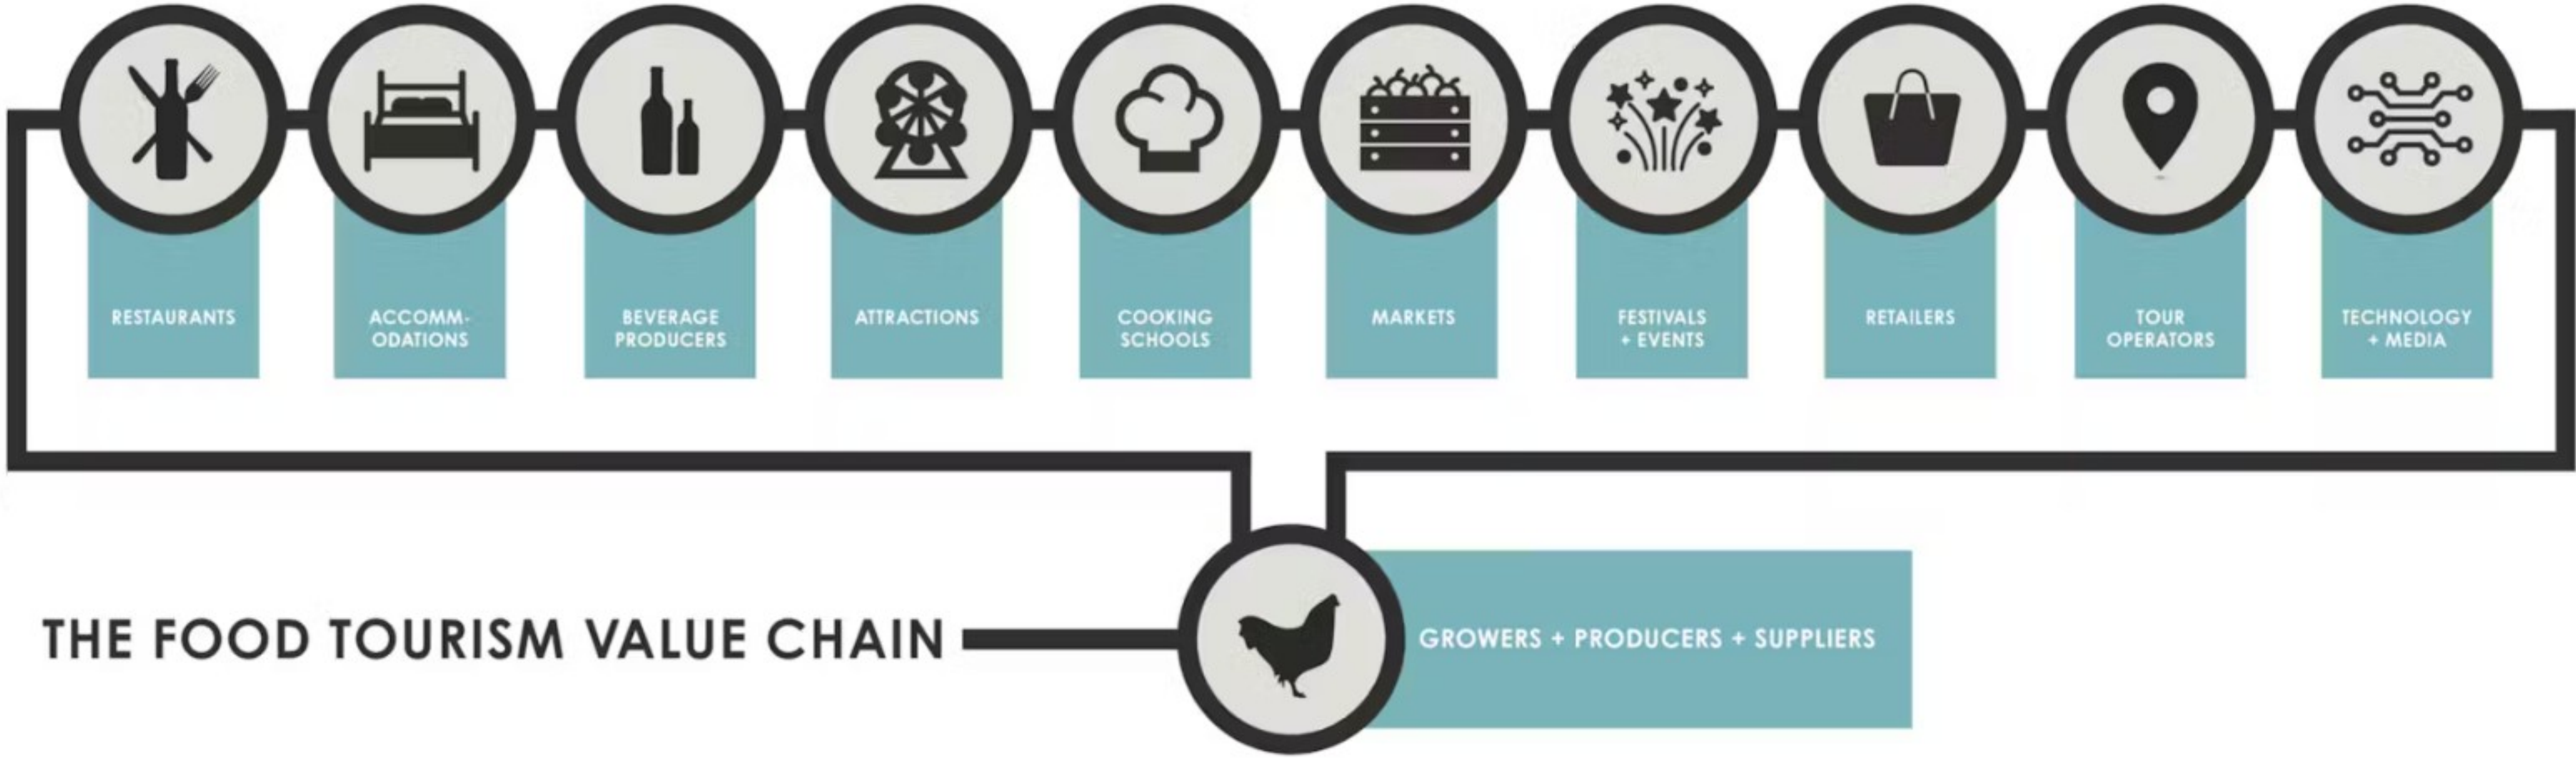 RESTAURANTS
ACCOMM-
ODATIONS
BEVERAGE
PRODUCERS
ATTRACTIONS
COOKING
SCHOOLS
MARKETS
FESTIVALS
+ EVENTS
RETAILERS
TOUR
OPERATORS
TECHNOLOGY
+ MEDIA
THE FOOD TOURISM VALUE CHAIN
GROWERS + PRODUCERS + SUPPLIERS